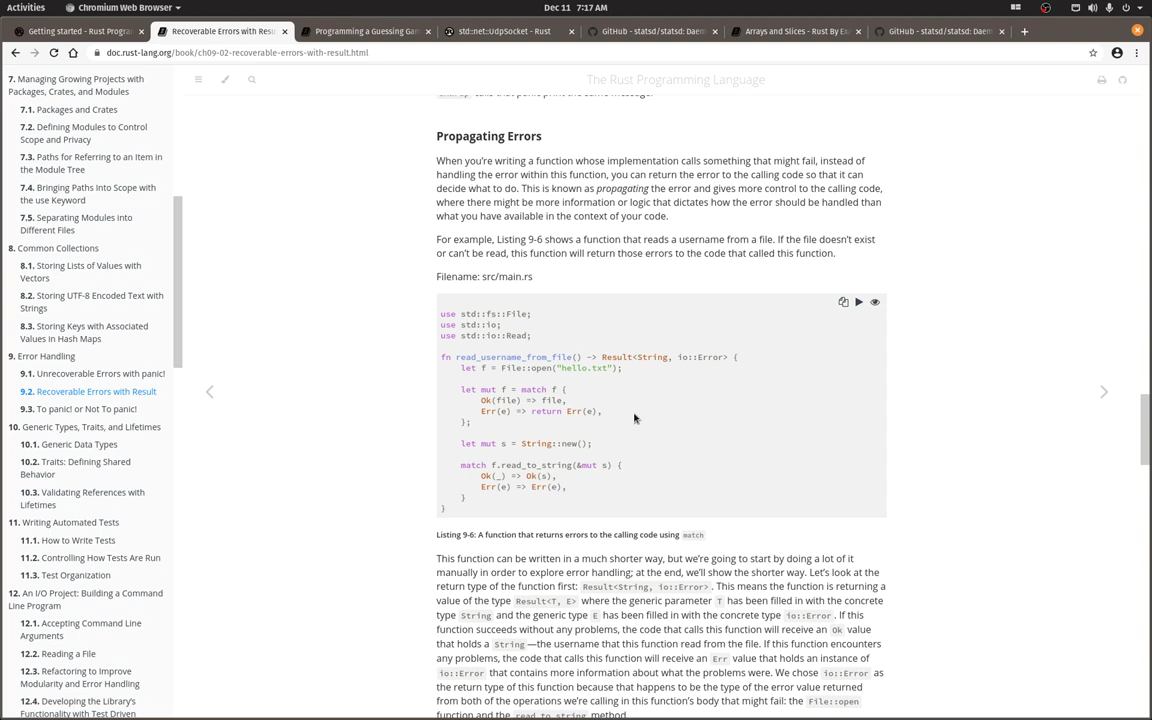 Activities
Chromium Web Browser
Dec 11 7:17 AM
Getting started - Rust Progra
Recoverable Errors with Resu
Programming a Guessing Gam
std::net::UdpSocket - Rust
GitHub - statsd/statsd: Daem
Arrays and Slices - Rust By Ex
GitHub - statsd/statsd: Daem
doc.rust-lang.org/book/ch09-02-recoverable-errors-with-result.html
7. Managing Growing Projects with
Packages, Crates, and Modules
7.1. Packages and Crates
7.2. Defining Modules to Control
Scope and Privacy
7.3. Paths for Referring to an Item in
the Module Tree
7.4. Bringing Paths Into Scope with
the use Keyword
7.5. Separating Modules into
Different Files
8. Common Collections
8.1. Storing Lists of Values with
Vectors
8.2. Storing UTF-8 Encoded Text with
Strings
8.3. Storing Keys with Associated
Values in Hash Maps
9. Error Handling
9.1. Unrecoverable Errors with panic!
9.2. Recoverable Errors with Result
9.3. To panic! or Not To panic!
10. Generic Types, Traits, and Lifetimes
10.1. Generic Data Types
10.2. Traits: Defining Shared
Behavior
10.3. Validating References with
Lifetimes
11. Writing Automated Tests
11.1. How to Write Tests
11.2. Controlling How Tests Are Run
11.3. Test Organization
12. An I/O Project: Building a Command
Line Program
12.1. Accepting Command Line
Arguments
12.2. Reading a File
12.3. Refactoring to Improve
Modularity and Error Handling
12.4. Developing the Library's
Functionality with Test Driven
The Rust Programming Language
calls that panic print the same message.
Propagating Errors
When you're writing a function whose implementation calls something that might fail, instead of
handling the error within this function, you can return the error to the calling code so that it can
decide what to do. This is known as propagating the error and gives more control to the calling code,
where there might be more information or logic that dictates how the error should be handled than
what you have available in the context of your code.
For example, Listing 9-6 shows a function that reads a username from a file. If the file doesn't exist
or can't be read, this function will return those errors to the code that called this function.
Filename: src/main.rs
use std::fs::File;
use std::io;
use std::io::Read;
fn read_username_from_file() -> Result<String, io::Error> {
    let f = File::open("hello.txt");
    let mut f = match f {
        Ok(file) => file,
        Err(e) => return Err(e),
    };
    let mut s = String::new();
    match f.read_to_string(&mut s) {
        Ok(_) => Ok(s),
        Err(e) => Err(e),
    }
}
Listing 9-6: A function that returns errors to the calling code using match
This function can be written in a much shorter way, but we're going to start by doing a lot of it
manually in order to explore error handling; at the end, we'll show the shorter way. Let's look at the
return type of the function first: Result<String, io::Error>. This means the function is returning a
value of the type Result<T, E> where the generic parameter T has been filled in with the concrete
type String and the generic type E has been filled in with the concrete type io::Error. If this
function succeeds without any problems, the code that calls this function will receive an Ok value
that holds a String—the username that this function read from the file. If this function encounters
any problems, the code that calls this function will receive an Err value that holds an instance of
io::Error that contains more information about what the problems were. We chose io::Error as
the return type of this function because that happens to be the type of the error value returned
from both of the operations we're calling in this function's body that might fail: the File::open
function and the read_to_string method.